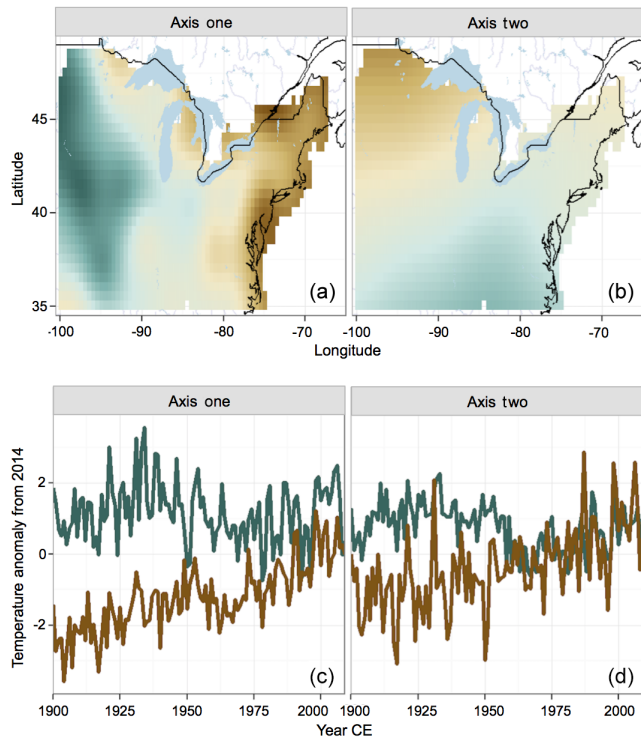 Axis one
Axis two
Latitude
45
40
35
(a)
(b)
-100
-90
-80
-70
-100
-90
-80
-70
Longitude
Axis one
Axis two
Temperature anomaly from 2014
2
0
-2
(c)
(d)
1900
1925
1950
1975
2000
1900
1925
1950
1975
2000
Year CE